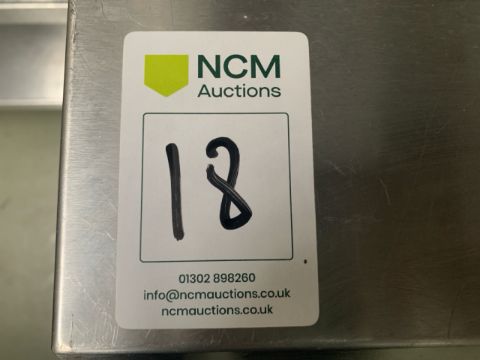 NCM
Auctions
18
01302 898260
info@ncmauctions.co.uk
ncmauctions.co.uk